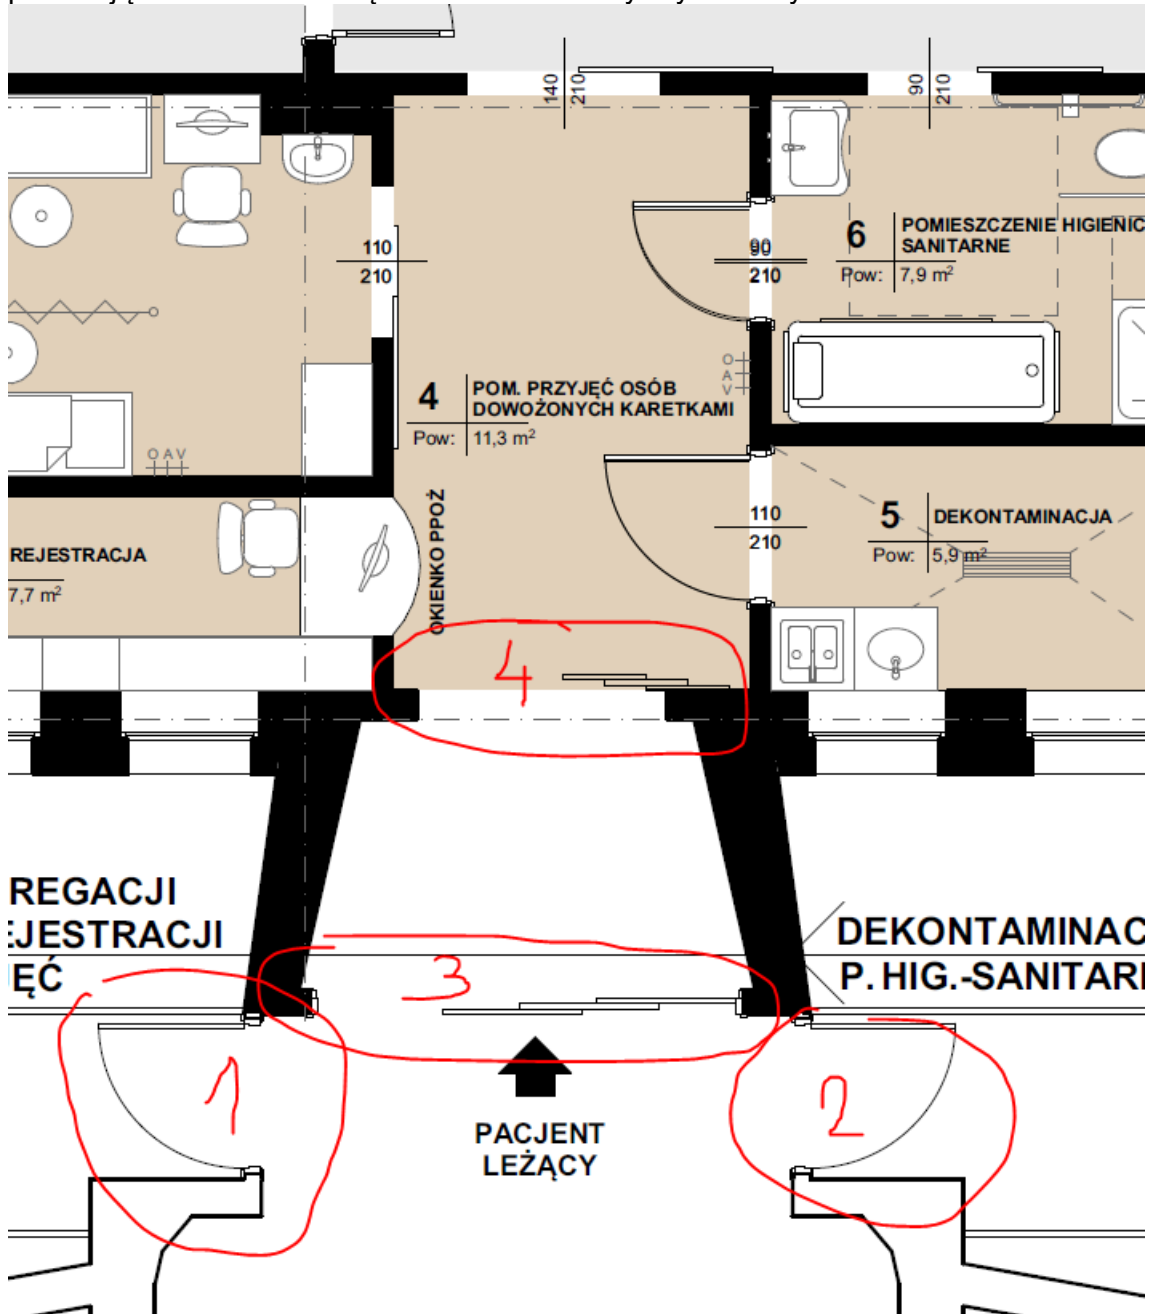 140
210
90
210
110
210
90
210
6
POMIESZCZENIE HIGIENIC
SANITARNE
Pow: 7,9 m²
O
A
V
4
POM. PRZYJĘĆ OSÓB
DOWOŻONYCH KARETKAMI
Pow: 11,3 m²
O A V
OKIENKO PPOŻ
110
210
5
DEKONTAMINACJA
Pow: 5,9 m²
REJESTRACJA
7,7 m²
4
REGACJI
EJESTRACJI
JĘĆ
DEKONTAMINAC
P. HIG.-SANITAR
3
1
2
PACJENT
LEŻĄCY